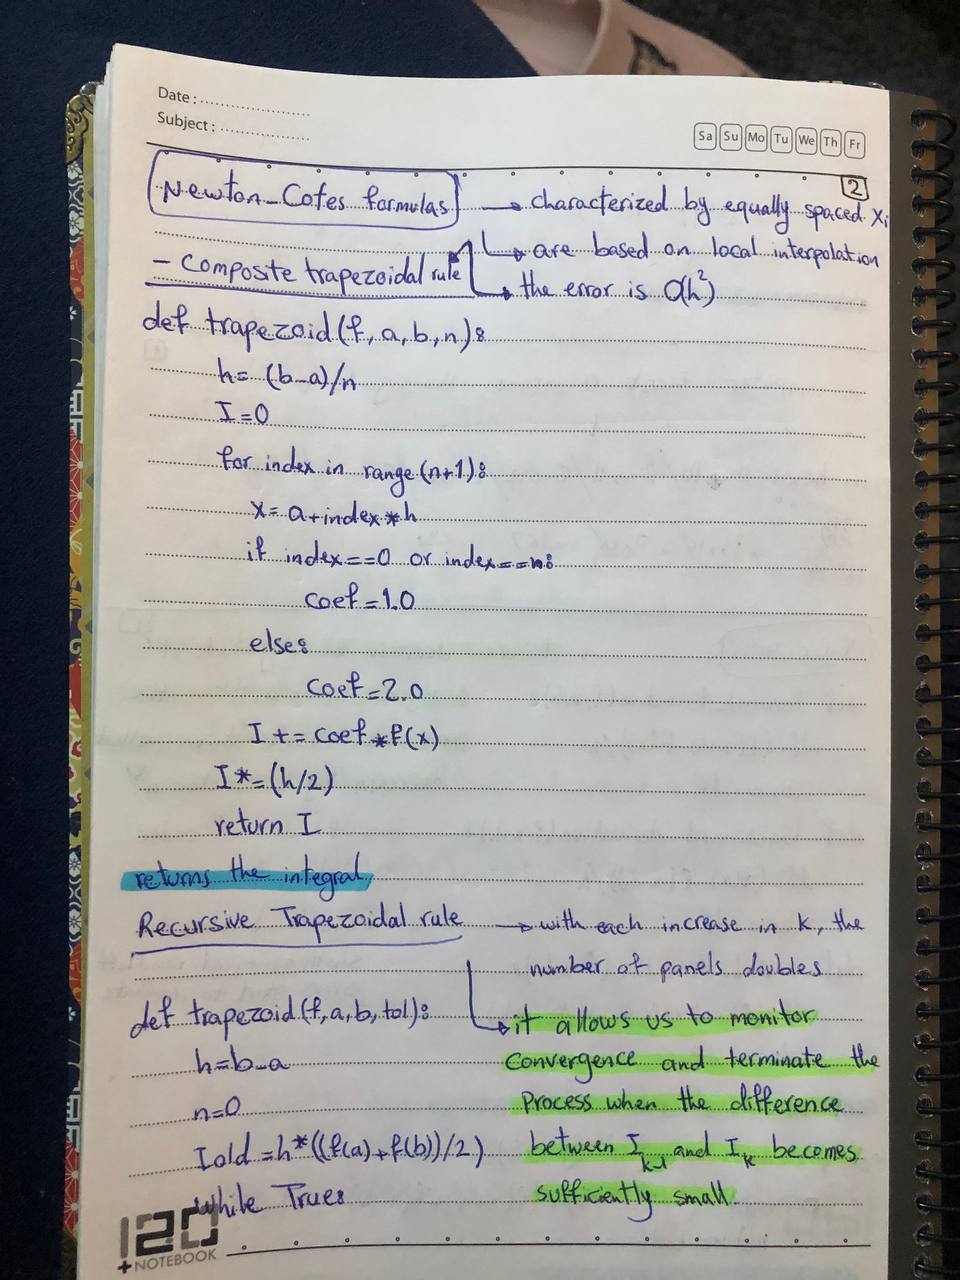 Date :
Subject :
Sa Su Mo Tu We Th Fr
2
Newton-Cotes formulas → characterized by equally spaced xi
→ are based on local interpolation
- Composite trapezoidal rule
→ the error is O(h²)
def trapezoid(f, a, b, n):
h= (b-a)/n
I=0
for index in range(n+1):
x= a+index*h
if index==0 or index==n:
coef=1.0
else:
coef=2.0
I += coef*f(x)
I*=(h/2)
return I
returns the integral
Recursive Trapezoidal rule → with each increase in k, the
number of panels doubles
def trapezoid(f,a,b,tol):
→ it allows us to monitor
h=b-a
convergence and terminate the
n=0
process when the difference
Iold =h*((f(a)+f(b))/2)
between Ik-1 and Ik becomes
while True:
sufficiently small
120
+NOTEBOOK